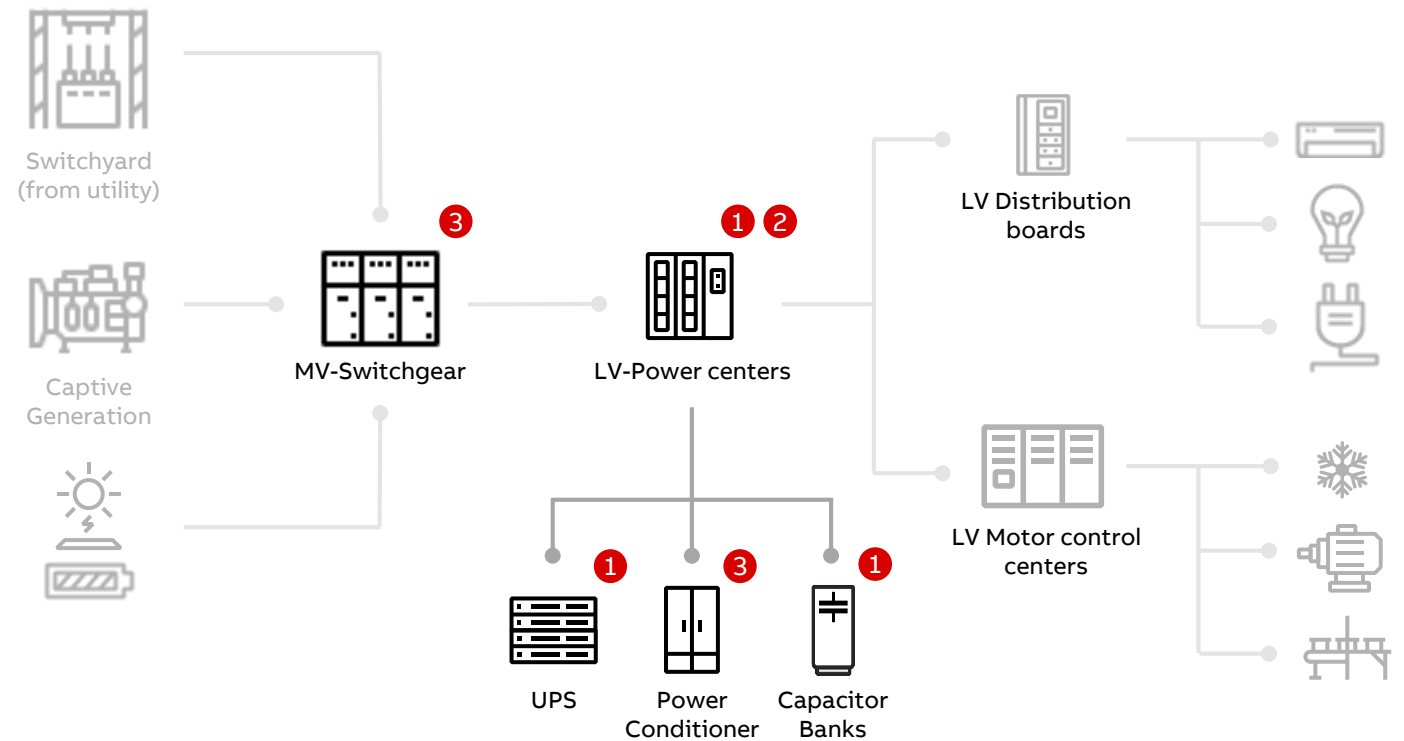 Switchyard
(from utility)
3
MV-Switchgear
Captive
Generation
1 2
LV-Power centers
LV Distribution
boards
LV Motor control
centers
1
UPS
3
Power
Conditioner
1
Capacitor
Banks